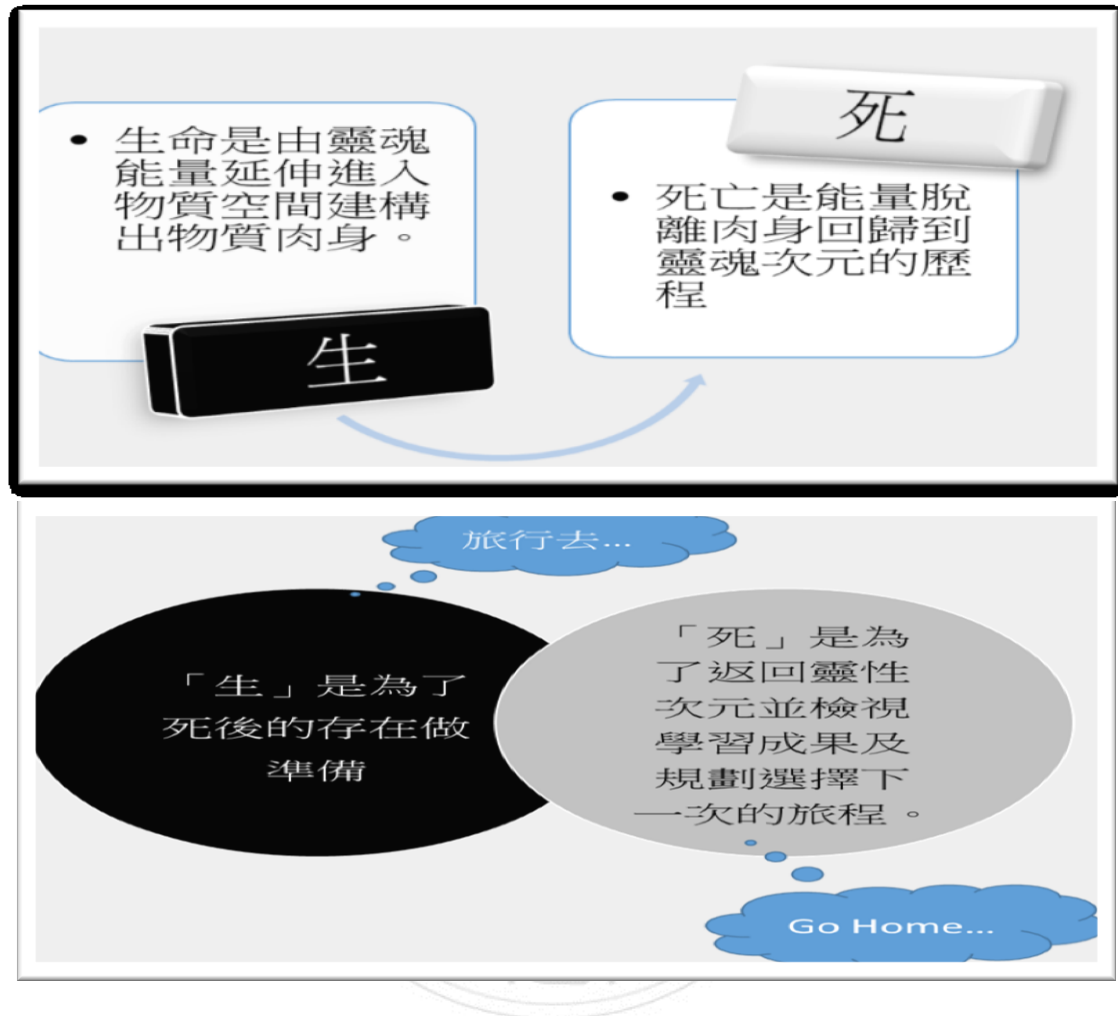 • 生命是由靈魂
能量延伸進入
物質空間建構
出物質肉身。
生
死
• 死亡是能量脫
離肉身回歸到
靈魂次元的歷
程
旅行去...
「生」是為了
死後的存在做
準備
「死」是為
了返回靈性
次元並檢視
學習成果及
規劃選擇下
一次的旅程。
Go Home...